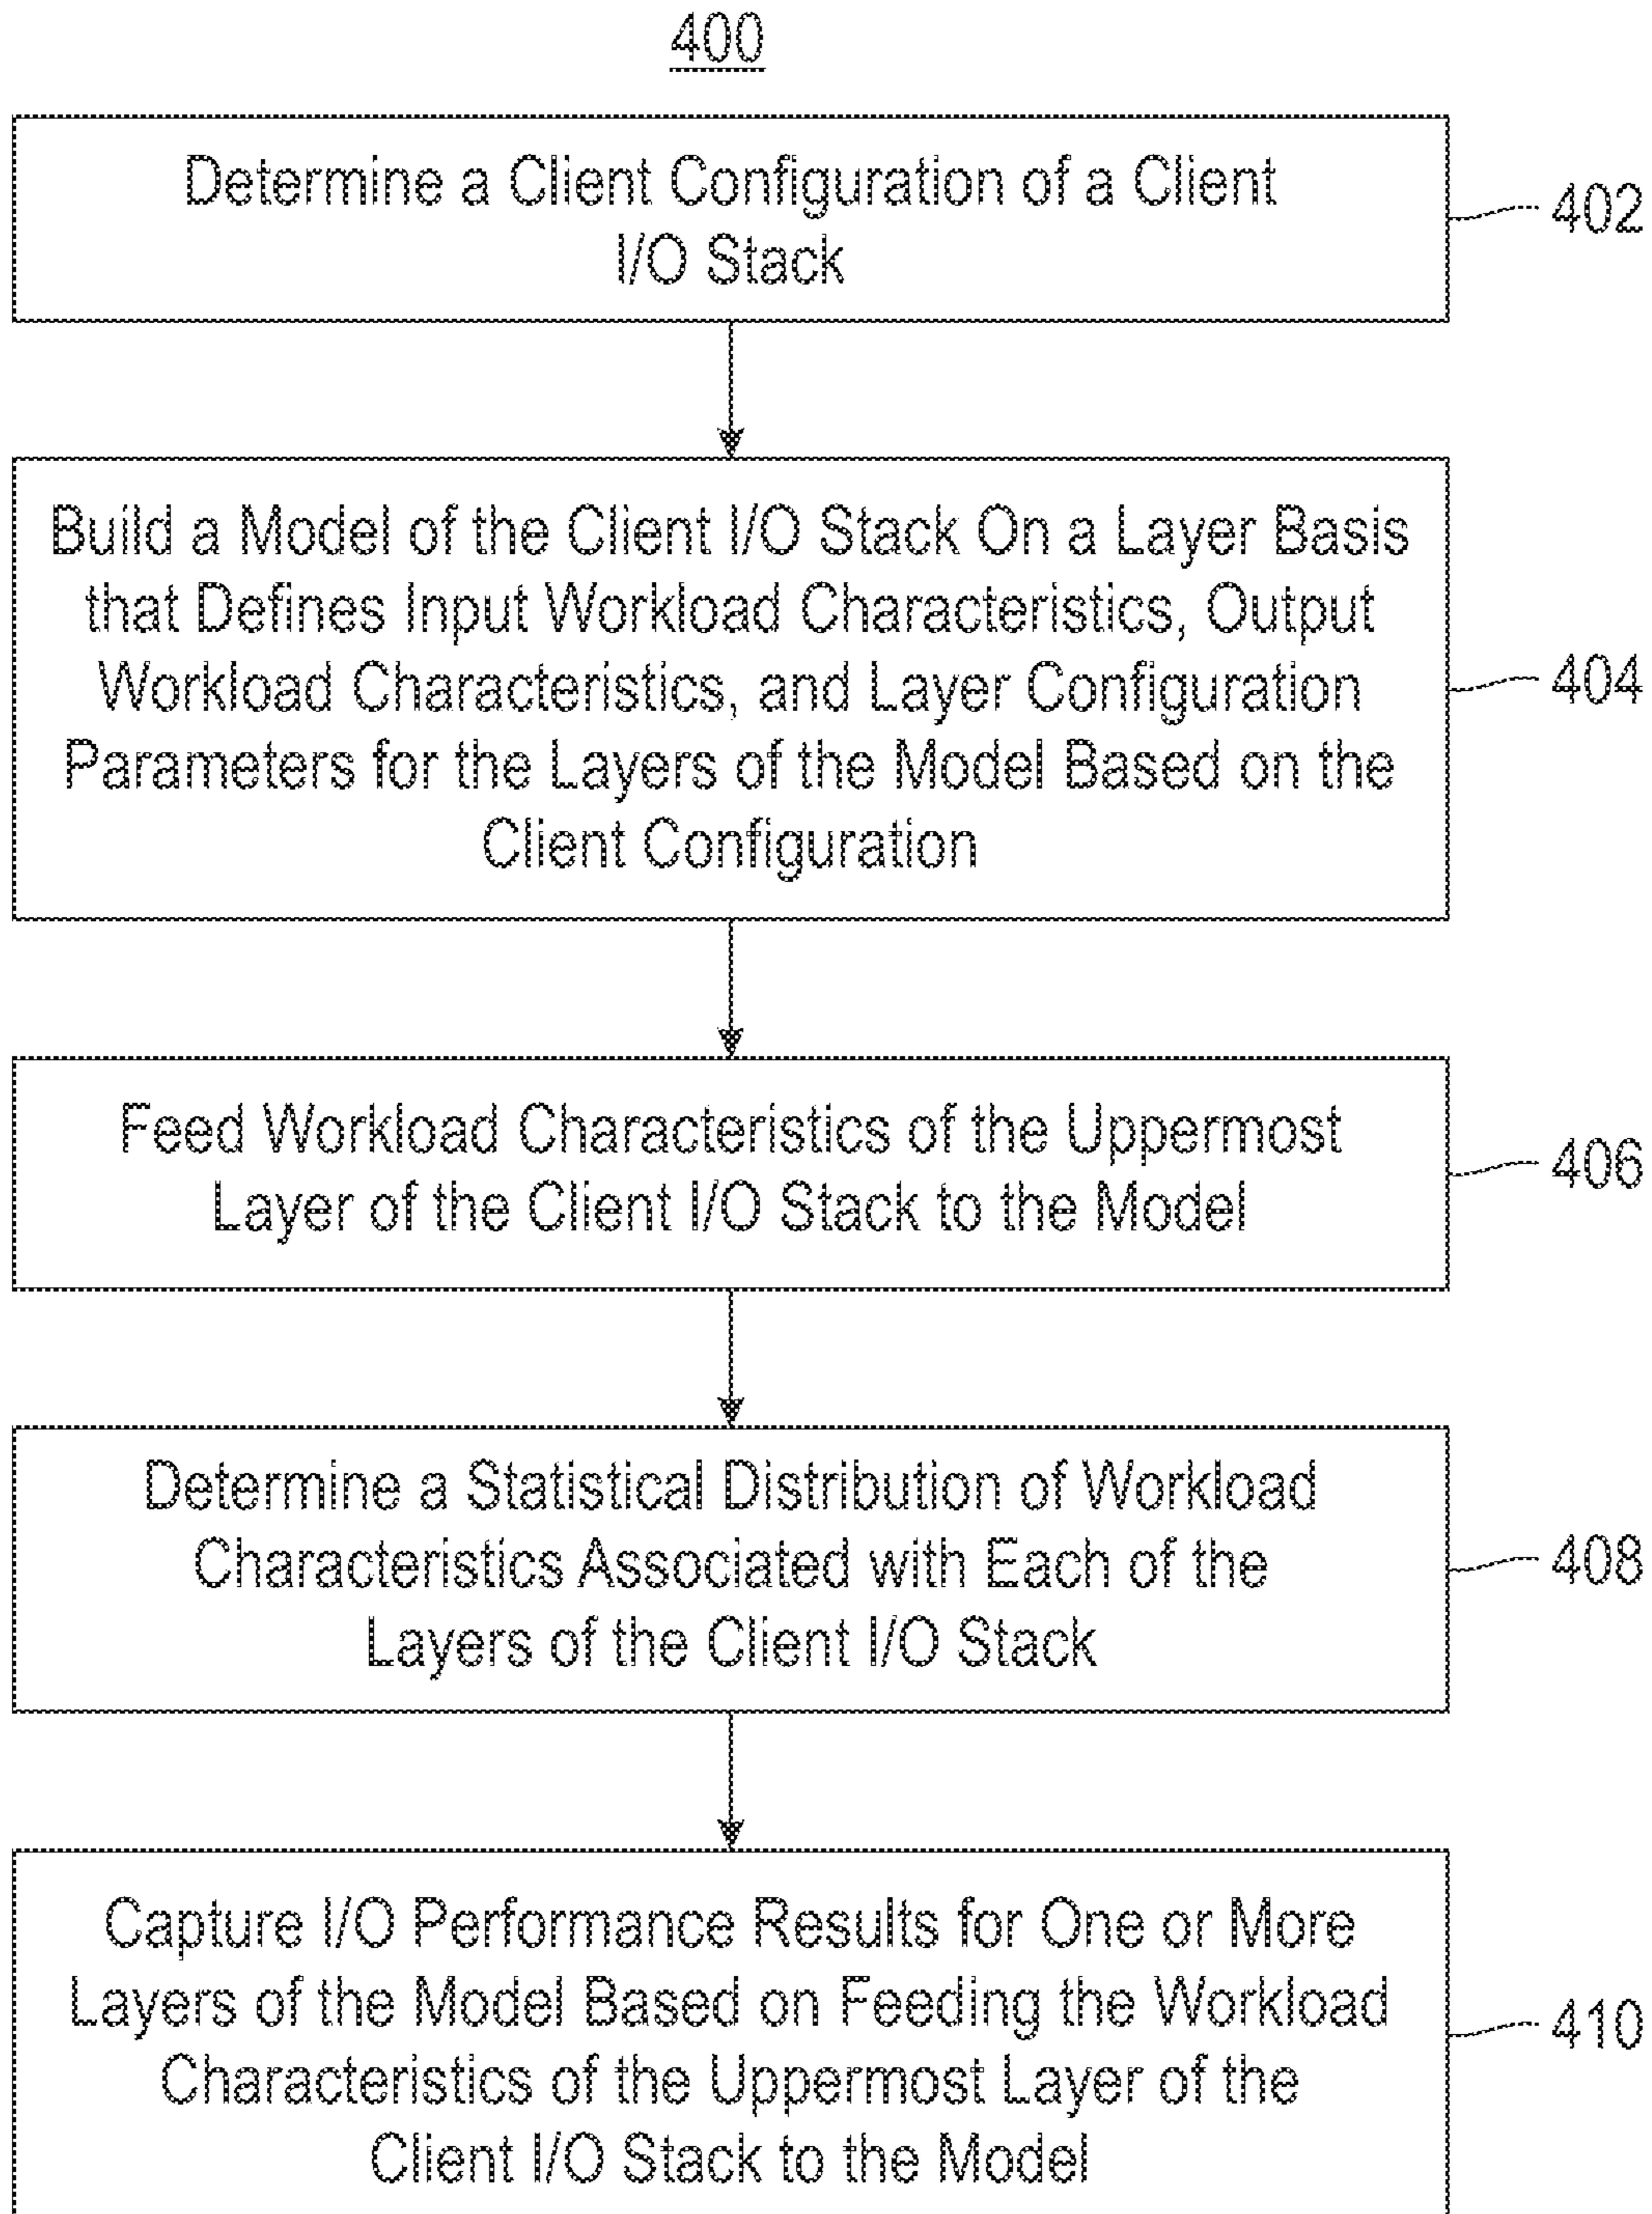 400
Determine a Client Configuration of a Client
I/O Stack
402
Build a Model of the Client I/O Stack On a Layer Basis
that Defines Input Workload Characteristics, Output
Workload Characteristics, and Layer Configuration
Parameters for the Layers of the Model Based on the
Client Configuration
404
Feed Workload Characteristics of the Uppermost
Layer of the Client I/O Stack to the Model
406
Determine a Statistical Distribution of Workload
Characteristics Associated with Each of the
Layers of the Client I/O Stack
408
Capture I/O Performance Results for One or More
Layers of the Model Based on Feeding the Workload
Characteristics of the Uppermost Layer of the
Client I/O Stack to the Model
410